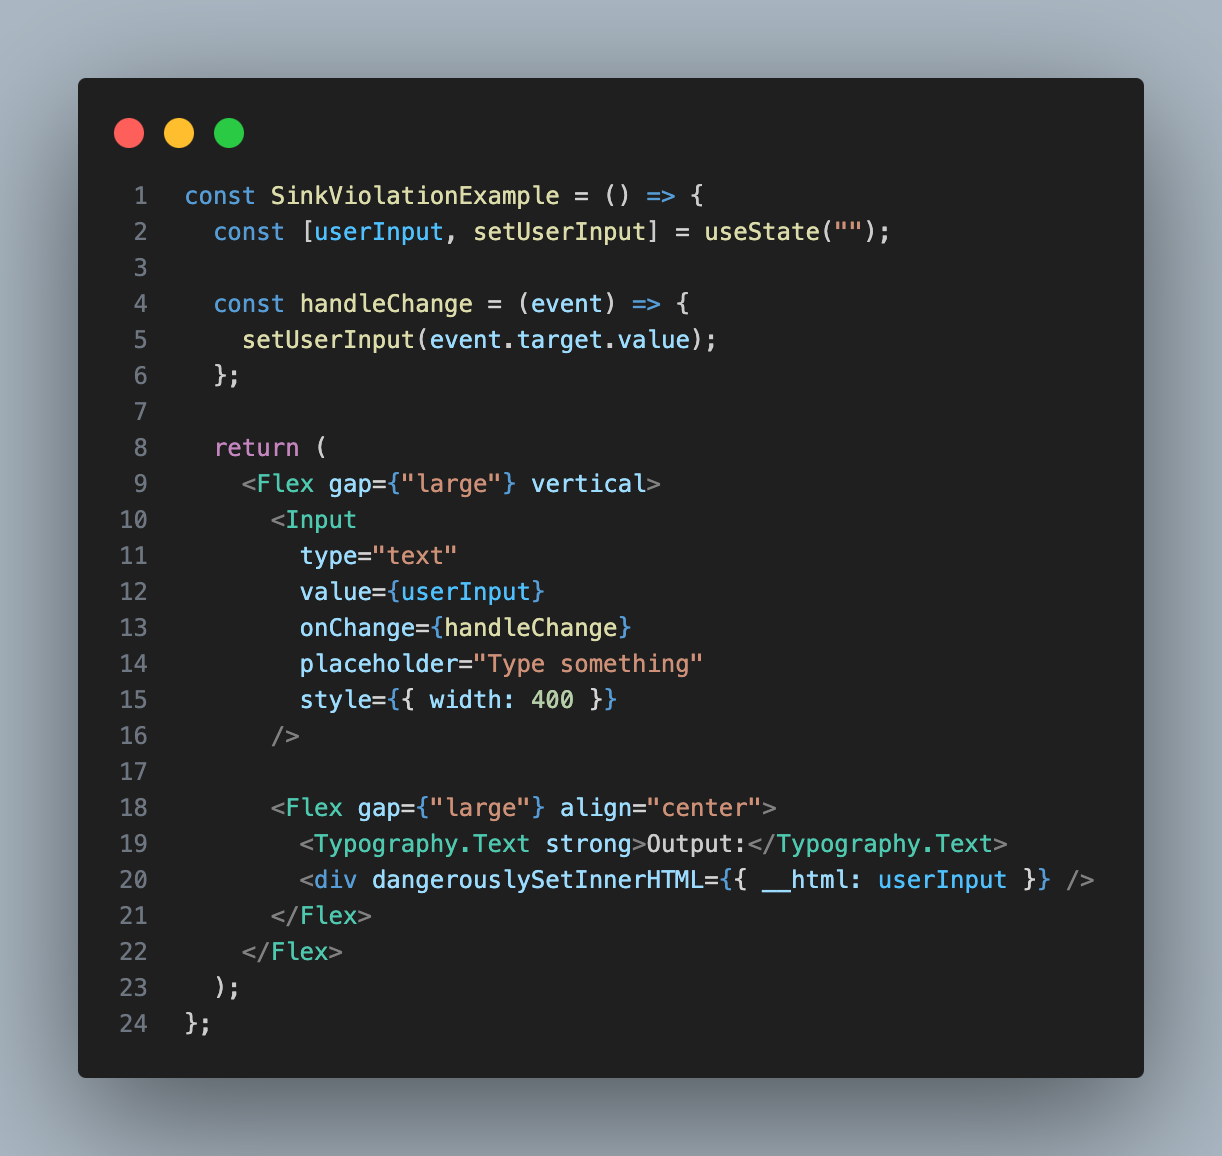 1 const SinkViolationExample = () => {
2   const [userInput, setUserInput] = useState("");
3
4   const handleChange = (event) => {
5     setUserInput(event.target.value);
6   };
7
8   return (
9     <Flex gap={"large"} vertical>
10       <Input
11         type="text"
12         value={userInput}
13         onChange={handleChange}
14         placeholder="Type something"
15         style={{ width: 400 }}
16       />
17
18       <Flex gap={"large"} align="center">
19         <Typography.Text strong>Output:</Typography.Text>
20         <div dangerouslySetInnerHTML={{ __html: userInput }} />
21       </Flex>
22     </Flex>
23   );
24 };